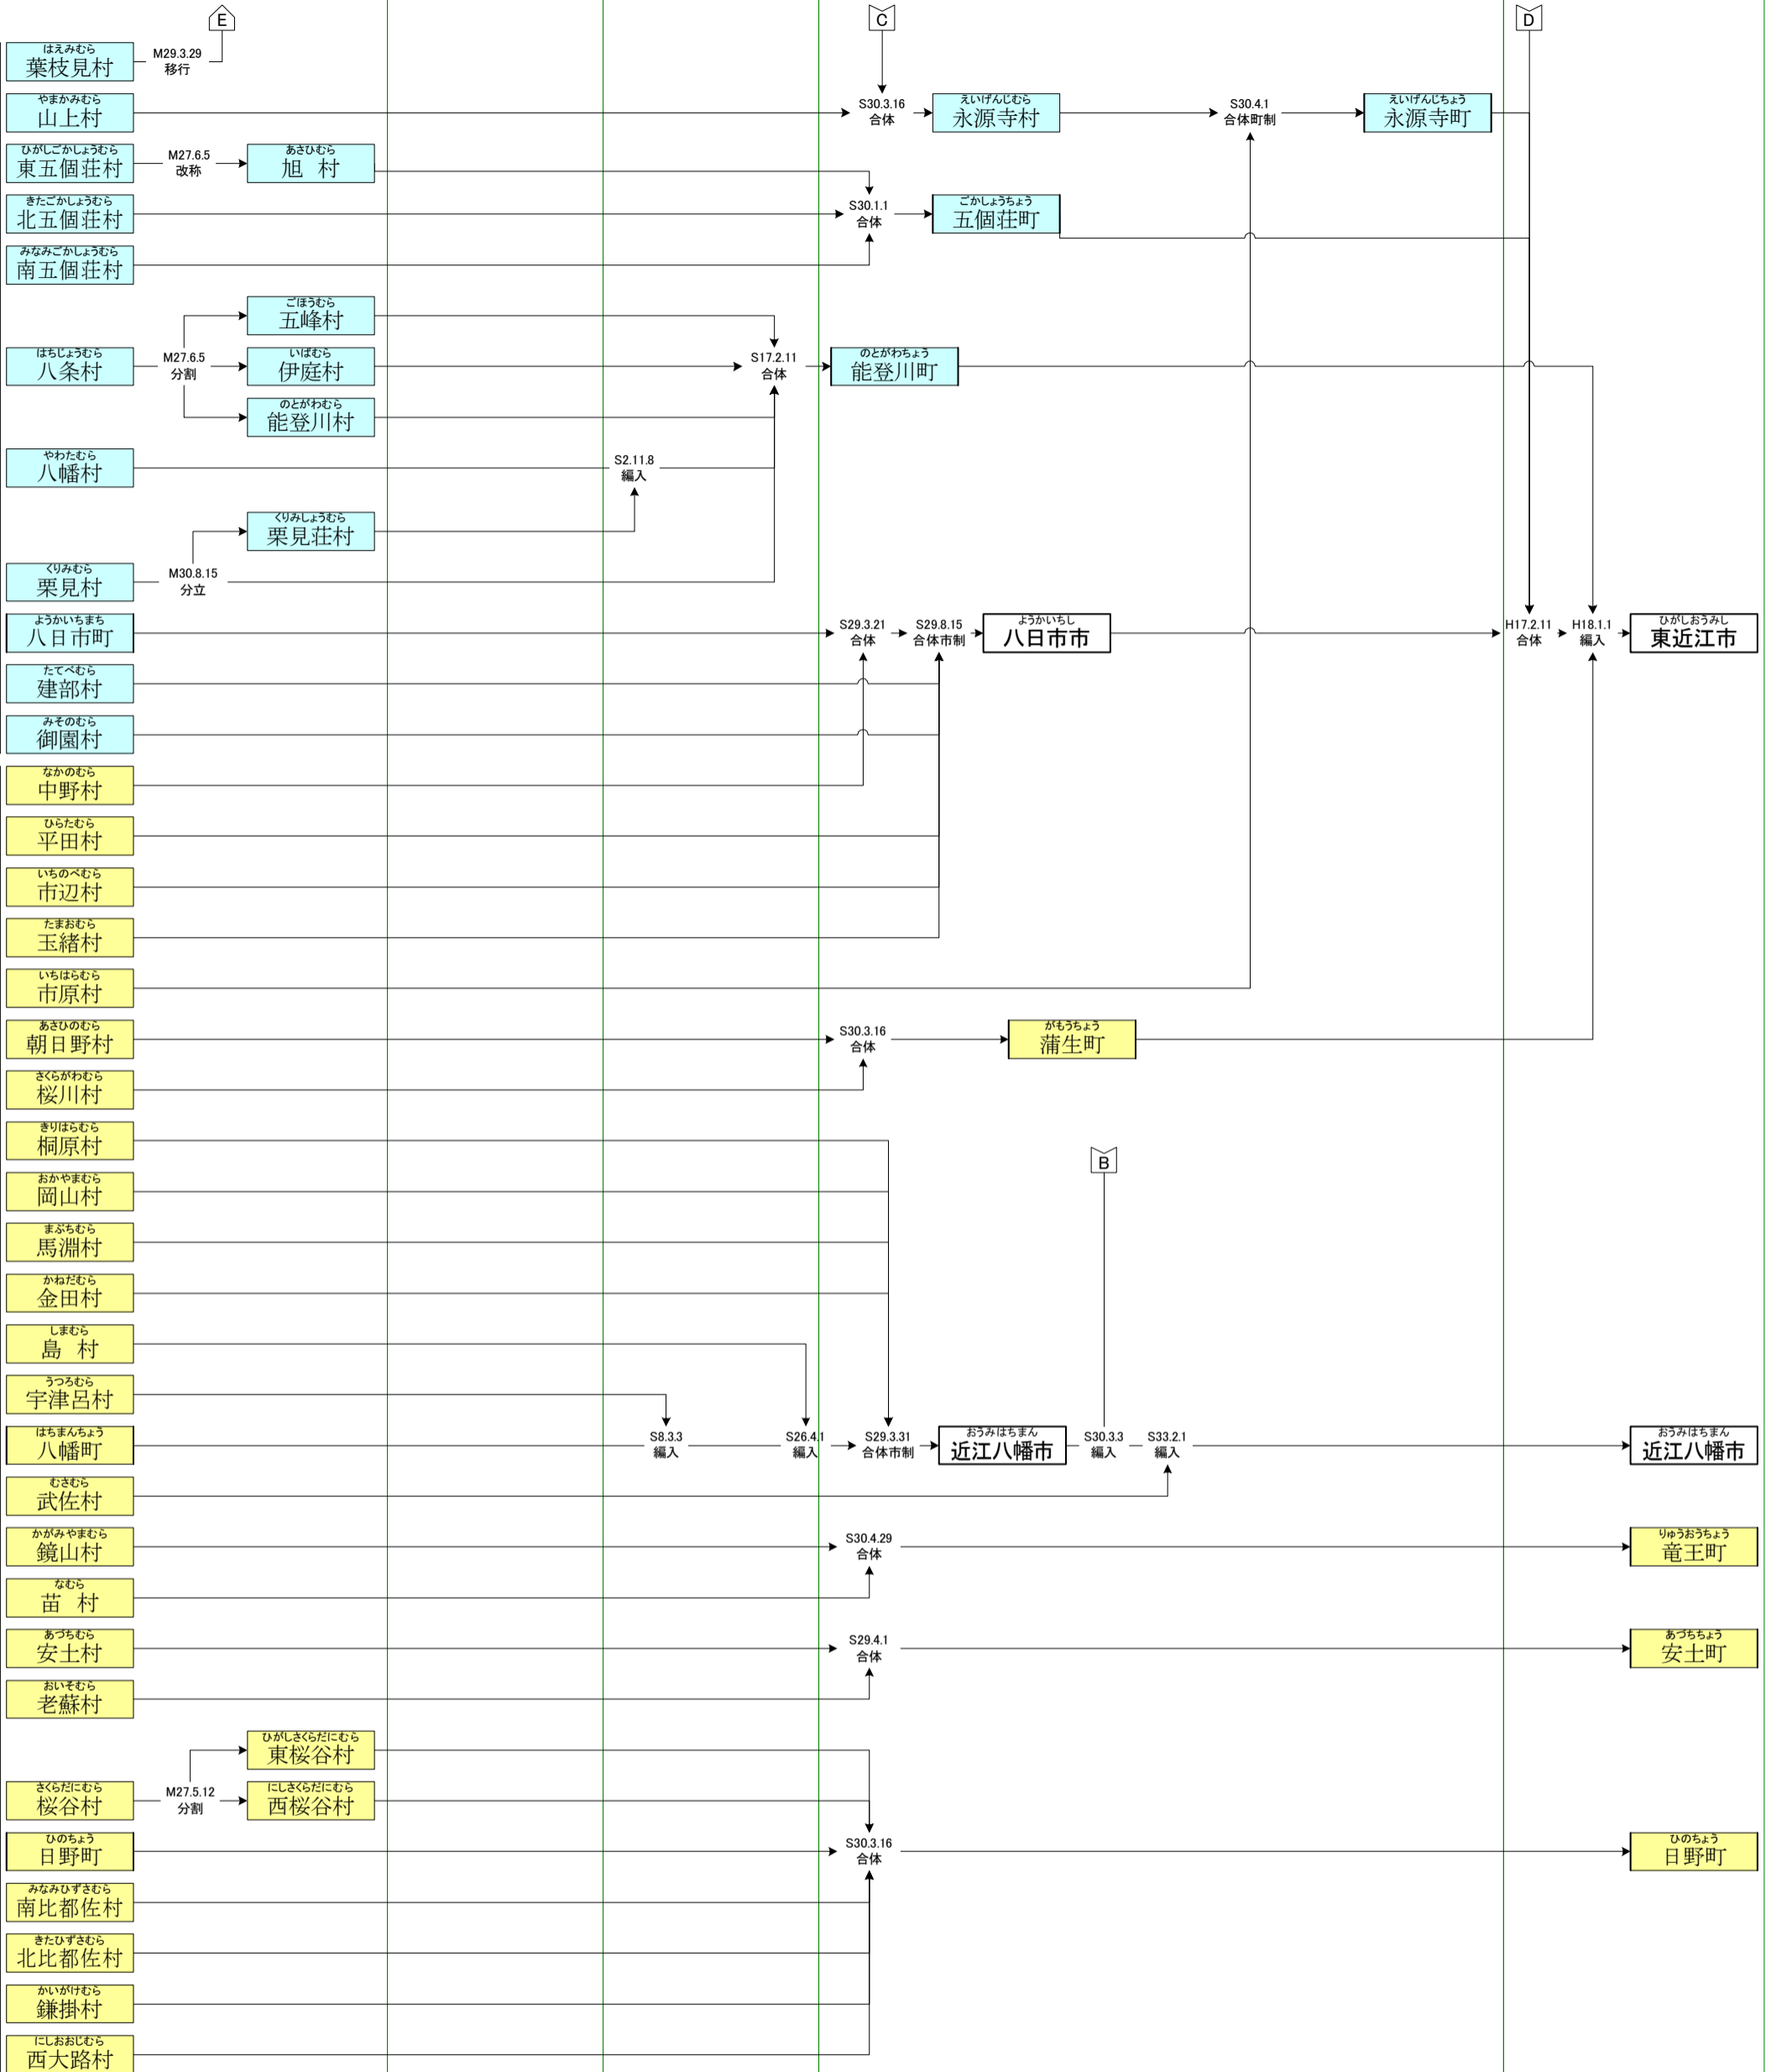 E
C
D
はえみむら
葉枝見村
M29.3.29
移行
やまかみむら
山上村
S30.3.16
合体
えいげんじむら
永源寺村
S30.4.1
合体町制
えいげんじちょう
永源寺町
ひがしごかしょうむら
東五個荘村
M27.6.5
改称
あさひむら
旭 村
きたごかしょうむら
北五個荘村
S30.1.1
合体
ごかしょうちょう
五個荘町
みなみごかしょうむら
南五個荘村
ごほうむら
五峰村
はちじょうむら
八条村
M27.6.5
分割
いばむら
伊庭村
S17.2.11
合体
のとがわちょう
能登川町
のとがわむら
能登川村
やわたむら
八幡村
S2.11.8
編入
くりみしょうむら
栗見荘村
くりみむら
栗見村
M30.8.15
分立
ようかいちまち
八日市町
S29.3.21
合体
S29.8.15
合体市制
ようかいちし
八日市市
H17.2.11
合体
H18.1.1
編入
ひがしおうみし
東近江市
たてべむら
建部村
みそのむら
御園村
なかのむら
中野村
ひらたむら
平田村
いちのべむら
市辺村
たまおむら
玉緒村
いちはらむら
市原村
あさひのむら
朝日野村
S30.3.16
合体
がもうちょう
蒲生町
さくらがわむら
桜川村
きりはらむら
桐原村
B
おかやまむら
岡山村
まぶちむら
馬淵村
かねだむら
金田村
しまむら
島 村
うつろむら
宇津呂村
はちまんちょう
八幡町
S8.3.3
編入
S26.4.1
編入
S29.3.31
合体市制
おうみはちまん
近江八幡市
S30.3.3
編入
S33.2.1
編入
おうみはちまん
近江八幡市
むさむら
武佐村
かがみやまむら
鏡山村
S30.4.29
合体
りゅうおうちょう
竜王町
なむら
苗 村
あづちむら
安土村
S29.4.1
合体
あづちちょう
安土町
おいそむら
老蘇村
ひがしさくらだにむら
東桜谷村
さくらだにむら
桜谷村
M27.5.12
分割
にしさくらだにむら
西桜谷村
ひのちょう
日野町
S30.3.16
合体
ひのちょう
日野町
みなみひずさむら
南比都佐村
きたひずさむら
北比都佐村
かいがけむら
鎌掛村
にしおおじむら
西大路村